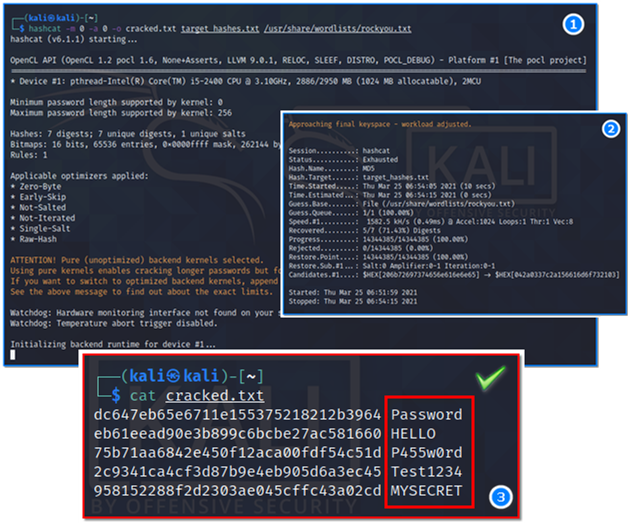 (kali㉿kali)-[~]
$ hashcat -m 0 -a 0 -o cracked.txt target_hashes.txt /usr/share/wordlists/rockyou.txt
hashcat (v6.1.1) starting...
1
OpenCL API (OpenCL 1.2 pocl 1.6, None+Asserts, LLVM 9.0.1, RELOC, SLEEF, DISTRO, POCL_DEBUG) - Platform #1 [The pocl project]
* Device #1: pthread-Intel(R) Core(TM) i5-2400 CPU @ 3.10GHz, 2886/2950 MB (1024 MB allocatable), 2MCU
Minimum password length supported by kernel: 0
Maximum password length supported by kernel: 256
Hashes: 7 digests; 7 unique digests, 1 unique salts
Bitmaps: 16 bits, 65536 entries, 0x0000ffff mask, 262144 by
Rules: 1
Applicable optimizers applied:
* Zero-Byte
* Early-Skip
* Not-Salted
* Not-Iterated
* Single-Salt
* Raw-Hash
ATTENTION! Pure (unoptimized) backend kernels selected.
Using pure kernels enables cracking longer passwords but fo
If you want to switch to optimized backend kernels, append
See the above message to find out about the exact limits.
Watchdog: Hardware monitoring interface not found on your s
Watchdog: Temperature abort trigger disabled.
Initializing backend runtime for device #1...
Approaching final keyspace - workload adjusted.
2
Session..........: hashcat
Status...........: Exhausted
Hash.Name........: MD5
Hash.Target......: target_hashes.txt
Time.Started.....: Thu Mar 25 06:54:05 2021 (10 secs)
Time.Estimated...: Thu Mar 25 06:54:15 2021 (0 secs)
Guess.Base.......: File (/usr/share/wordlists/rockyou.txt)
Guess.Queue......: 1/1 (100.00%)
Speed.#1.........: 1582.5 kH/s (0.49ms) @ Accel:1024 Loops:1 Thr:1 Vec:8
Recovered........: 5/7 (71.43%) Digests
Progress.........: 14344385/14344385 (100.00%)
Rejected.........: 0/14344385 (0.00%)
Restore.Point....: 14344385/14344385 (100.00%)
Restore.Sub.#1...: Salt:0 Amplifier:0-1 Iteration:0-1
Candidates.#1....: $HEX[206b72697374656e616e6e65] -> $HEX[042a0337c2a156616d6f732103]
Started: Thu Mar 25 06:51:59 2021
Stopped: Thu Mar 25 06:54:15 2021
KALI
BY OFFENSIVE SECURITY
(kali㉿kali)-[~]
$ cat cracked.txt
dc647eb65e6711e155375218212b3964 Password
eb61eead90e3b899c6bcbe27ac581660 HELLO
75b71aa6842e450f12aca00fdf54c51d P455w0rd
2c9341ca4cf3d87b9e4eb905d6a3ec45 Test1234
958152288f2d2303ae045cffc43a02cd MYSECRET
BY OFFENSIVE SECURITY
3